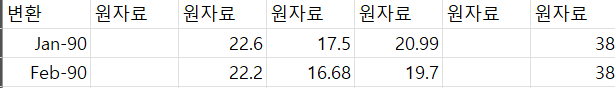 변환 원자료 원자료 원자료 원자료 원자료 원자료
Jan-90 22.6 17.5 20.99 38
Feb-90 22.2 16.68 19.7 38